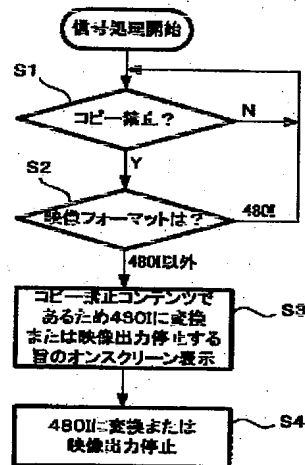 信号処理開始
S1
コピー禁止？
N
Y
S2
映像フォーマットは？
480I
480I以外
コピー禁止コンテンツで
あるため480Iに変換
または映像出力停止する
旨のオンスクリーン表示
S3
480Iに変換または
映像出力停止
S4